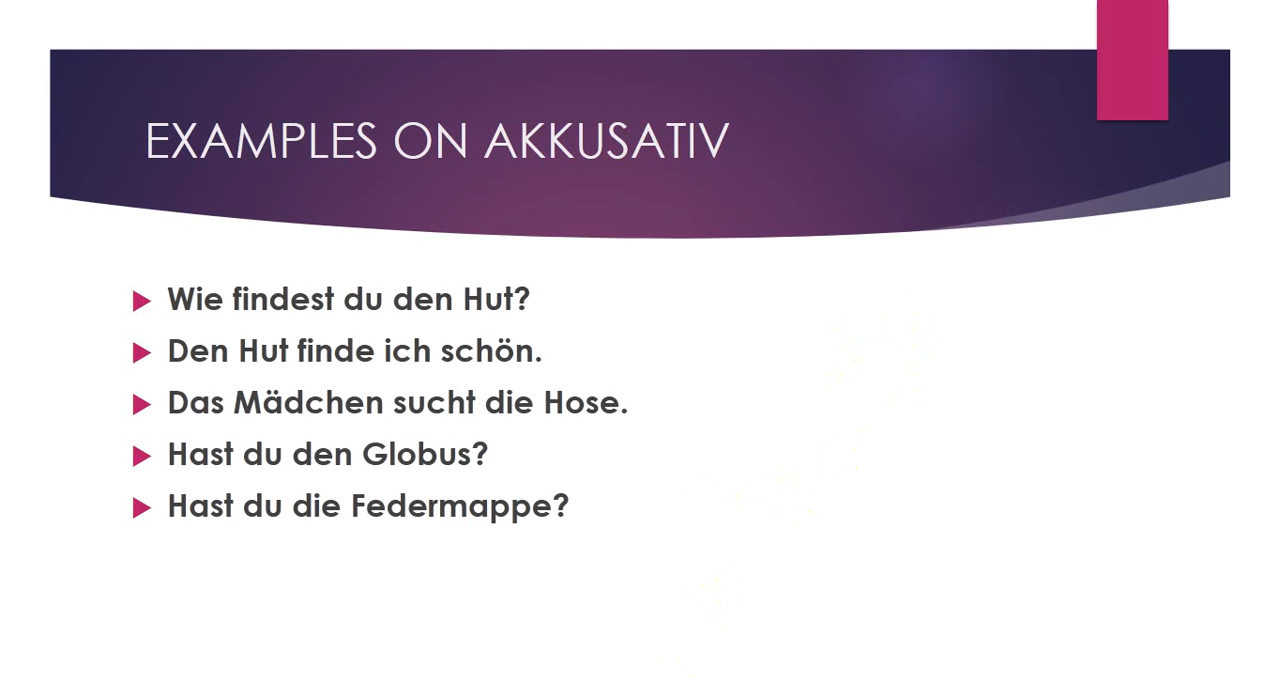 EXAMPLES ON AKKUSATIV
Wie findest du den Hut?
Den Hut finde ich schön.
Das Mädchen sucht die Hose.
Hast du den Globus?
Hast du die Federmappe?